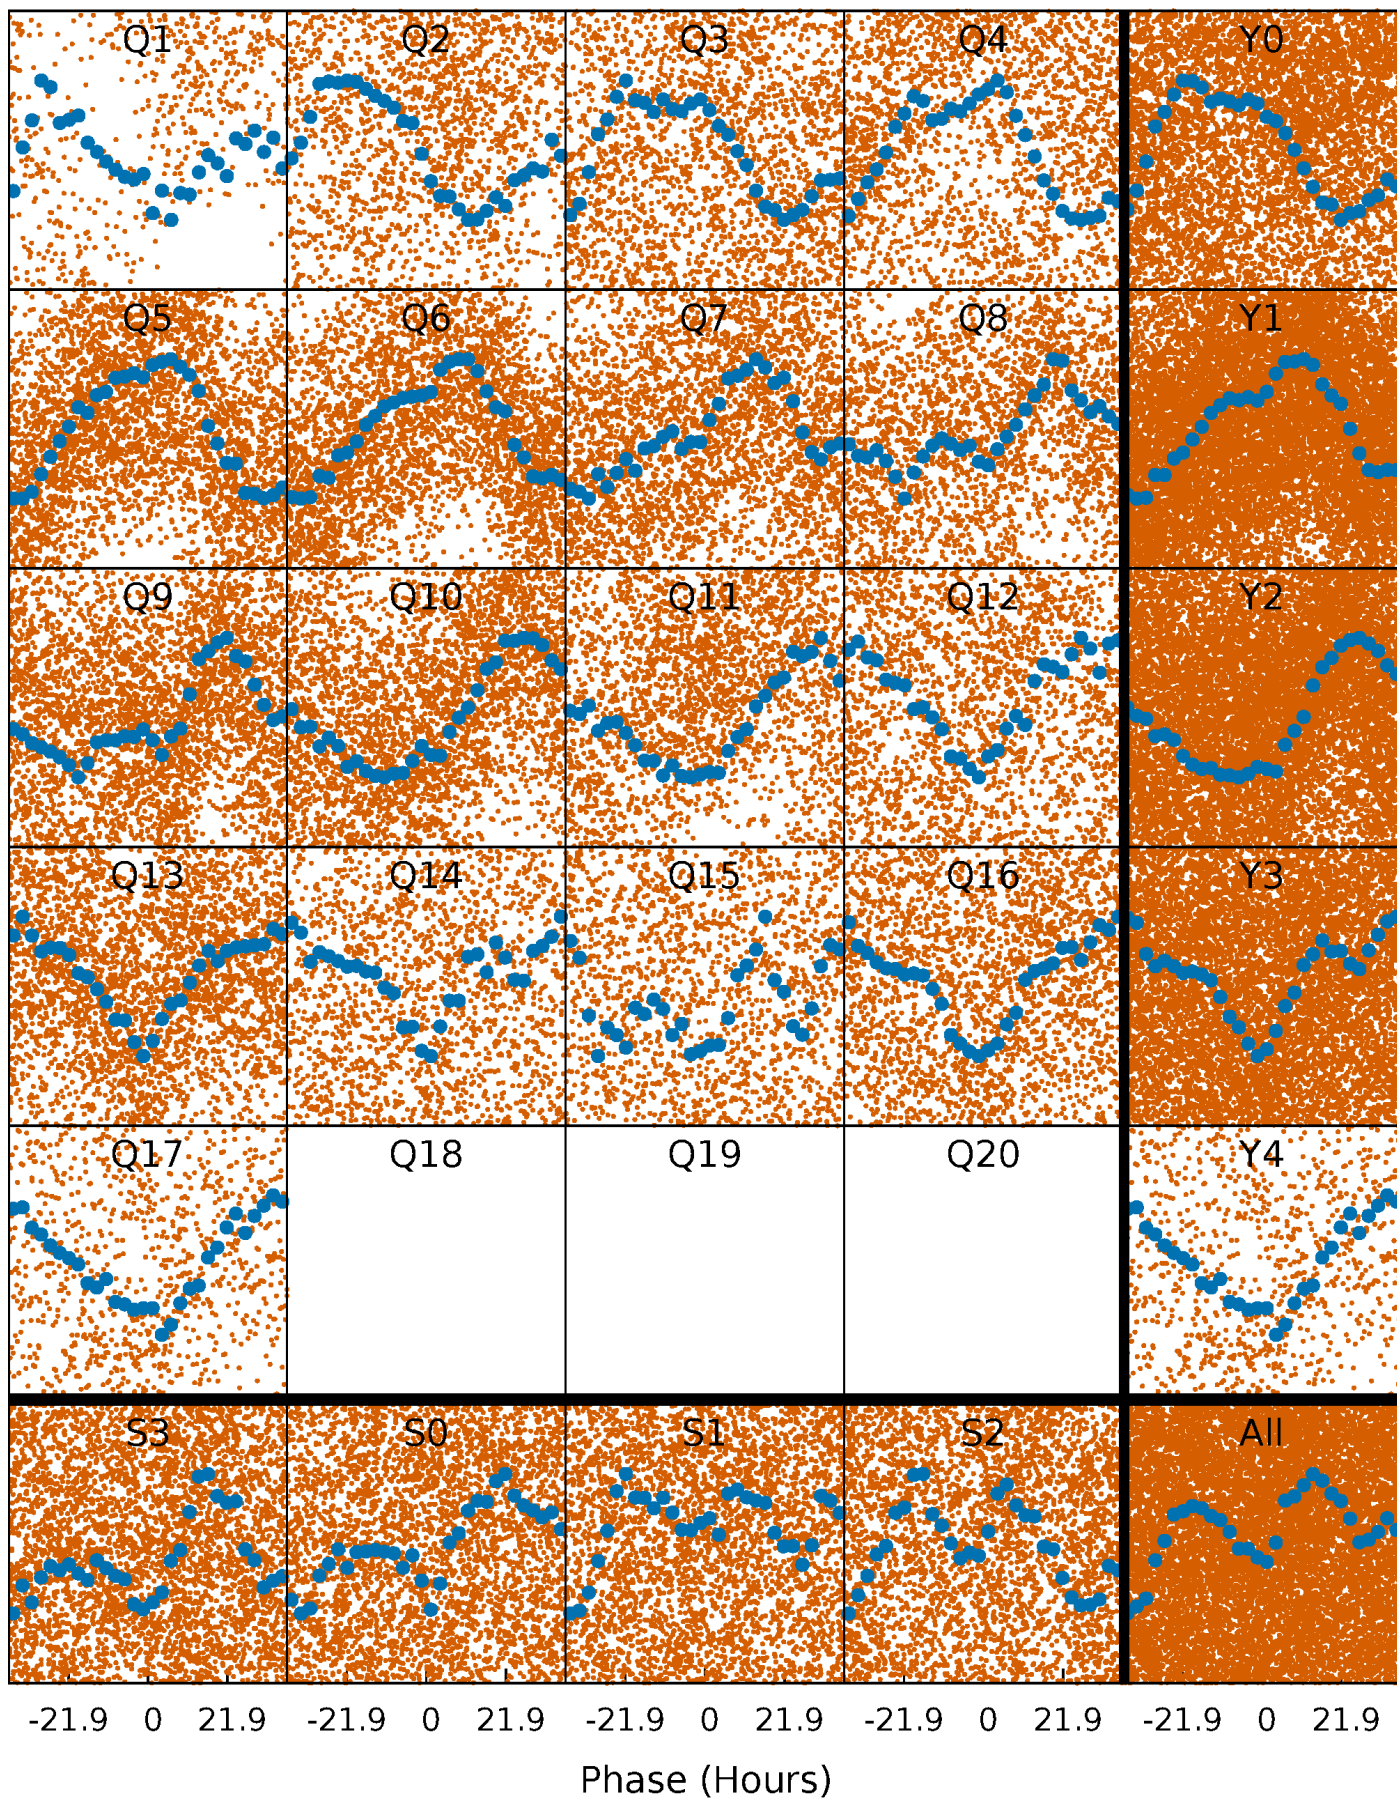 Q1 Q2 Q3 Q4 Y0
Q5 Q6 Q7 Q8 Y1
Q9 Q10 Q11 Q12 Y2
Q13 Q14 Q15 Q16 Y3
Q17 Q18 Q19 Q20 Y4
S3 S0 S1 S2 All
-21.9 0 21.9 -21.9 0 21.9 -21.9 0 21.9 -21.9 0 21.9 -21.9 0 21.9
Phase (Hours)